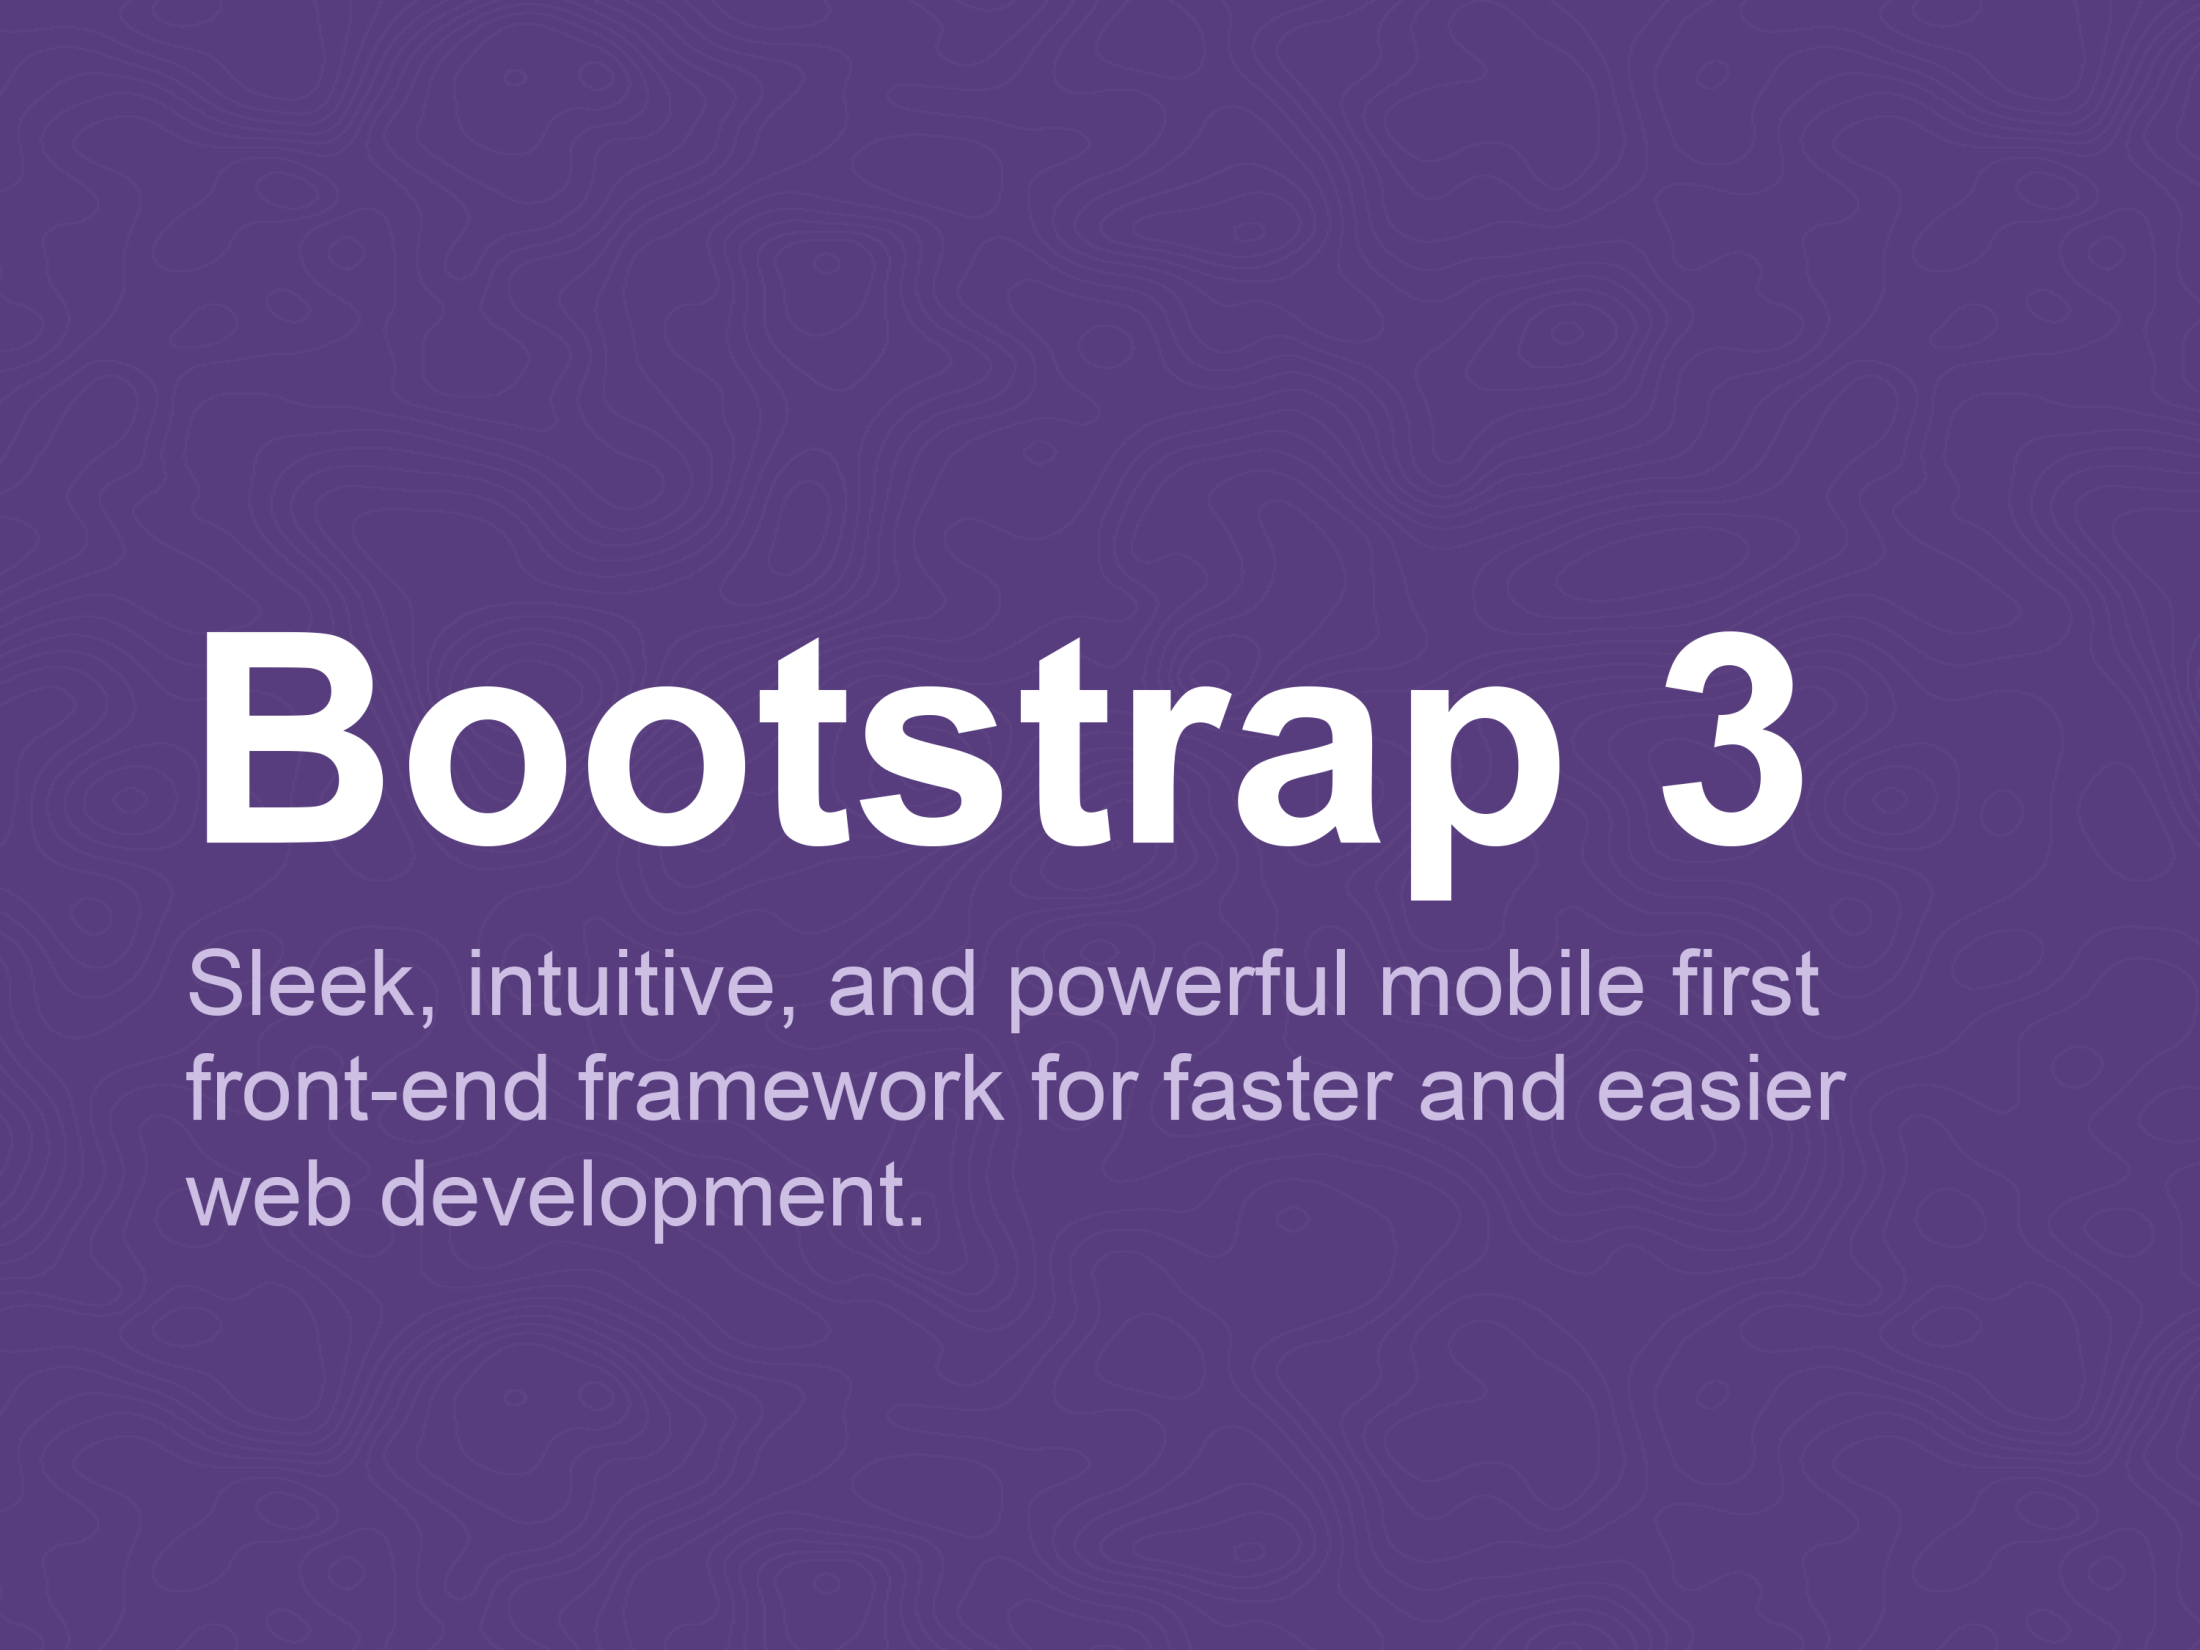 Bootstrap 3
Sleek, intuitive, and powerful mobile first
front-end framework for faster and easier
web development.